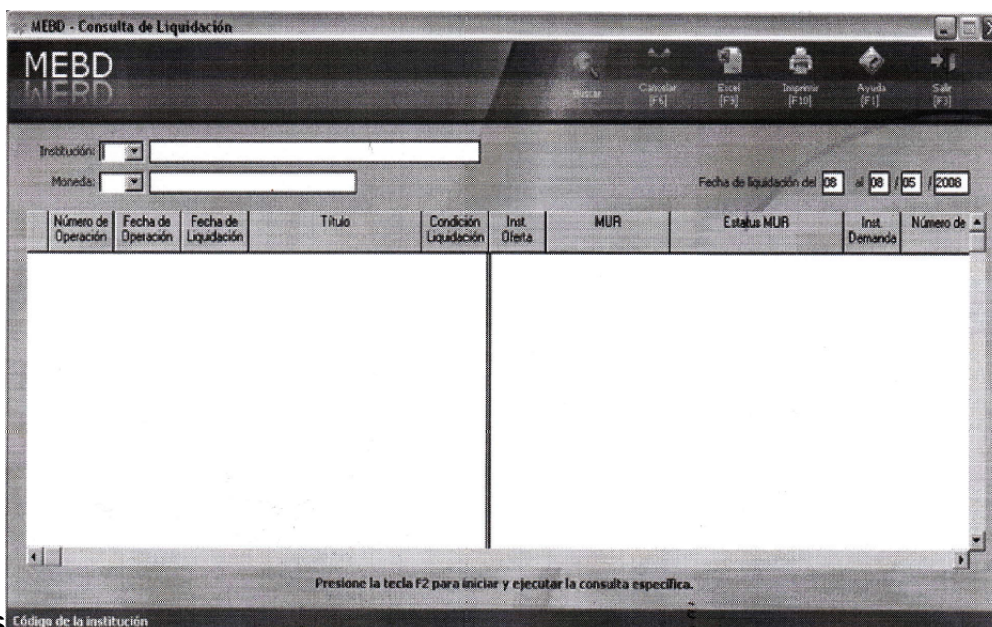 MEBD - Consulta de Liquidación
MEBD
Buscar
Cancelar [F6]
Excel [F9]
Imprimir [F10]
Ayuda [F1]
Salir [F3]
Institución:
Moneda:
Fecha de liquidación del 08 al 08 / 05 / 2008
Número de Operación
Fecha de Operación
Fecha de Liquidación
Título
Condición Liquidación
Inst. Oferta
MUR
Estatus MUR
Inst. Demanda
Número de
Presione la tecla F2 para iniciar y ejecutar la consulta específica.
Código de la institución